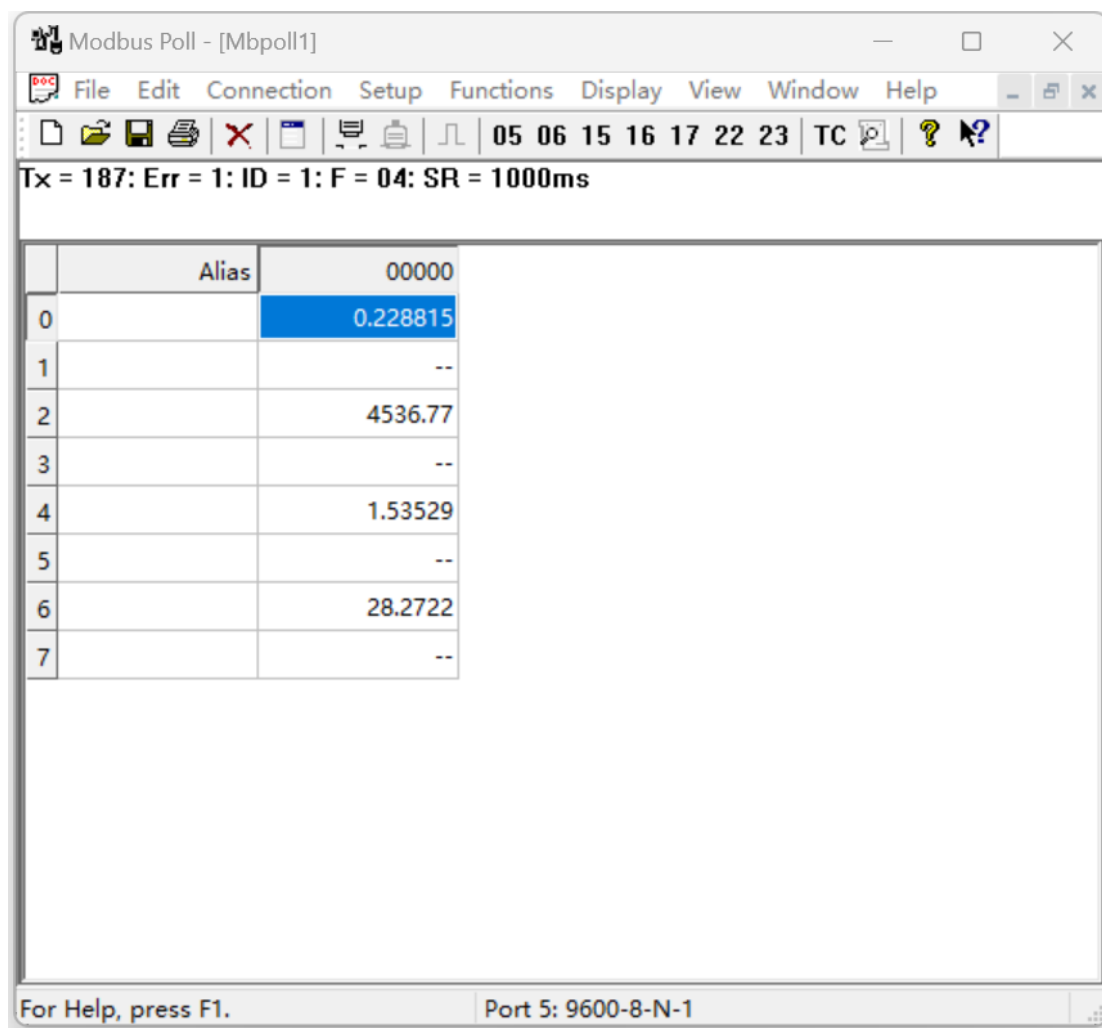 Modbus Poll - [Mbpoll1]
File Edit Connection Setup Functions Display View Window Help
05 06 15 16 17 22 23 TC
Tx = 187: Err = 1: ID = 1: F = 04: SR = 1000ms
Alias 00000
0 0.228815
1 --
2 4536.77
3 --
4 1.53529
5 --
6 28.2722
7 --
For Help, press F1. Port 5: 9600-8-N-1